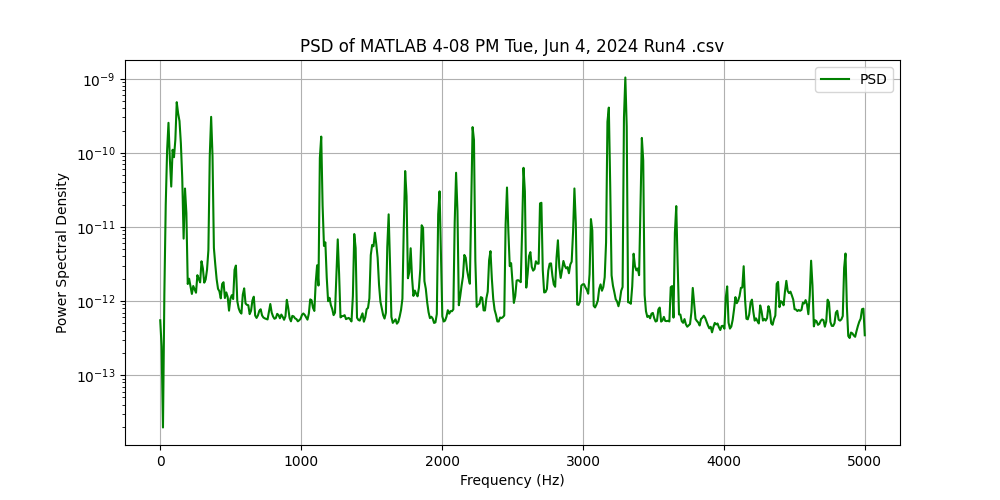 PSD of MATLAB 4-08 PM Tue, Jun 4, 2024 Run4 .csv
PSD
Power Spectral Density
10⁻⁹
10⁻¹⁰
10⁻¹¹
10⁻¹²
10⁻¹³
0 1000 2000 3000 4000 5000
Frequency (Hz)